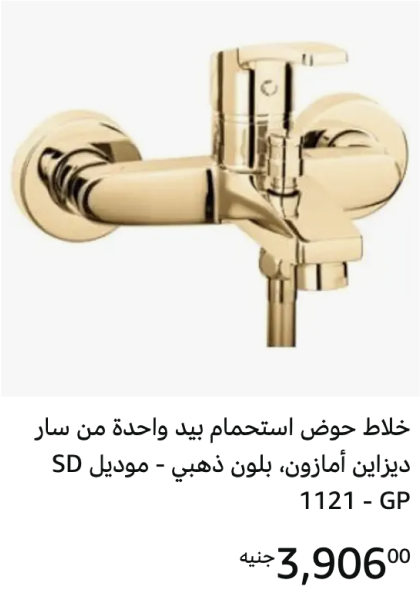 خلاط حوض استحمام بيد واحدة من سار
ديزاين أمازون، بلون ذهبي - موديل SD
1121 - GP
3,906.00 جنيه